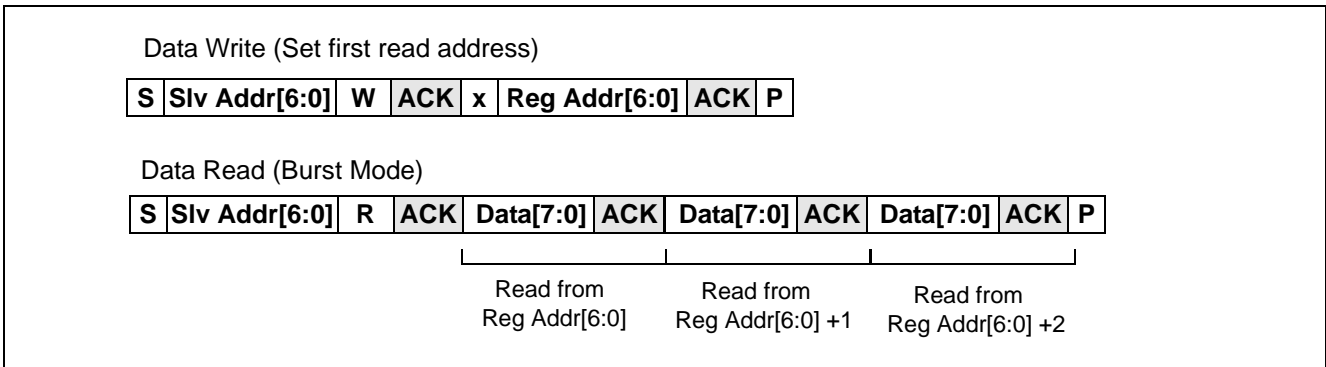 Data Write (Set first read address)
S Slv Addr[6:0] W ACK x Reg Addr[6:0] ACK P
Data Read (Burst Mode)
S Slv Addr[6:0] R ACK Data[7:0] ACK Data[7:0] ACK Data[7:0] ACK P
Read from Read from Read from
Reg Addr[6:0] Reg Addr[6:0] +1 Reg Addr[6:0] +2